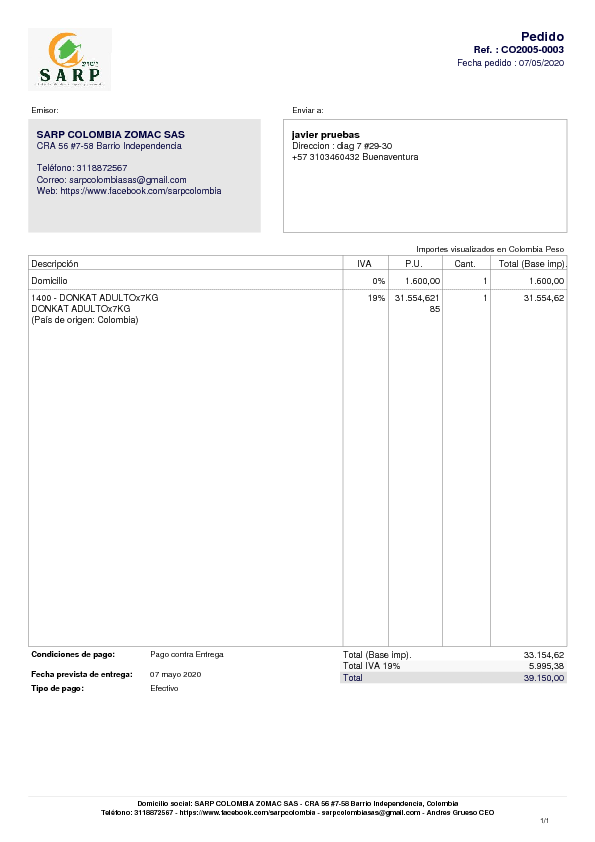 SARP
Pedido
Ref. : CO2005-0003
Fecha pedido : 07/05/2020
Emisor:
Enviar a:
SARP COLOMBIA ZOMAC SAS
CRA 56 #7-58 Barrio Independencia
Teléfono: 3118872567
Correo: sarpcolombiasas@gmail.com
Web: https://www.facebook.com/sarpcolombia
javier pruebas
Direccion : diag 7 #29-30
+57 3103460432 Buenaventura
Importes visualizados en Colombia Peso
Descripción IVA P.U. Cant. Total (Base imp).
Domicilio 0% 1.600,00 1 1.600,00
1400 - DONKAT ADULTOx7KG 19% 31.554,621 1 31.554,62
DONKAT ADULTOx7KG 85
(País de origen: Colombia)
Condiciones de pago: Pago contra Entrega
Fecha prevista de entrega: 07 mayo 2020
Tipo de pago: Efectivo
Total (Base imp). 33.154,62
Total IVA 19% 5.995,38
Total 39.150,00
Domicilio social: SARP COLOMBIA ZOMAC SAS - CRA 56 #7-58 Barrio Independencia, Colombia
Teléfono: 3118872567 - https://www.facebook.com/sarpcolombia - sarpcolombiasas@gmail.com - Andres Grueso CEO
1/1